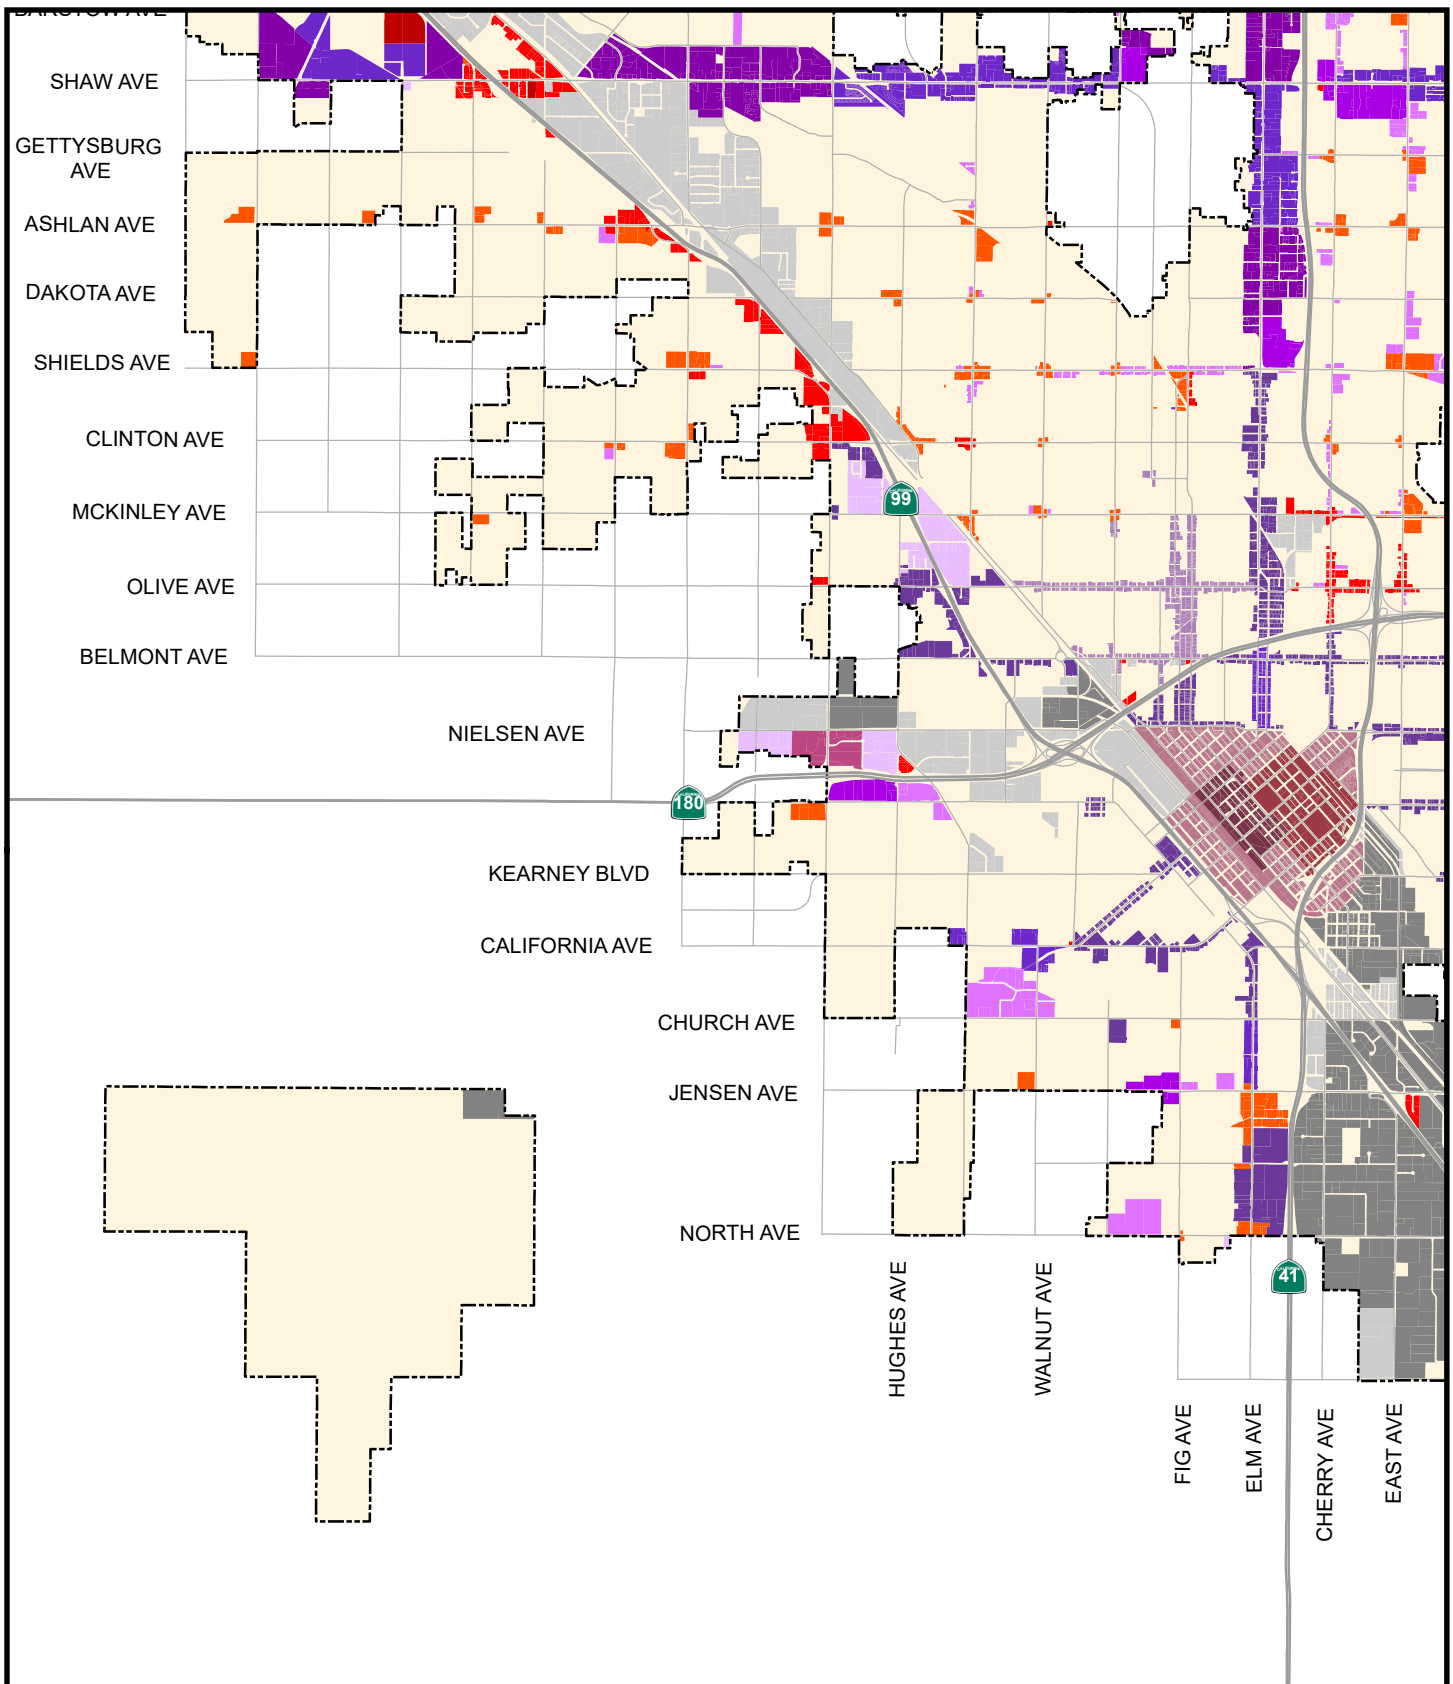 SHAW AVE
GETTYSBURG
AVE
ASHLAN AVE
DAKOTA AVE
SHIELDS AVE
CLINTON AVE
99
MCKINLEY AVE
OLIVE AVE
BELMONT AVE
NIELSEN AVE
180
KEARNEY BLVD
CALIFORNIA AVE
CHURCH AVE
JENSEN AVE
NORTH AVE
41
HUGHES AVE
WALNUT AVE
FIG AVE
ELM AVE
CHERRY AVE
EAST AVE